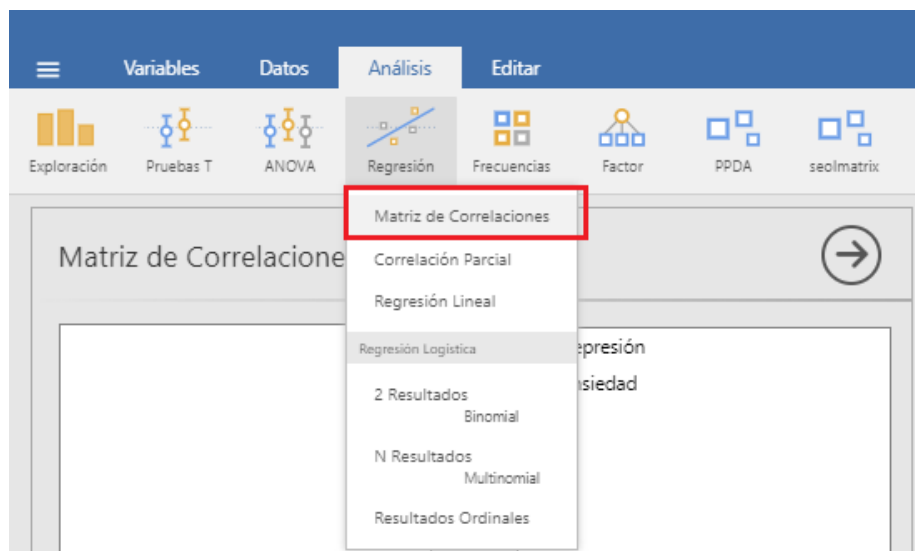 Variables Datos Análisis Editar
Exploración Pruebas T ANOVA Regresión Frecuencias Factor PPDA seolmatrix
Matriz de Correlacione
Matriz de Correlaciones
Correlación Parcial
Regresión Lineal
Regresión Logística
2 Resultados
Binomial
N Resultados
Multinomial
Resultados Ordinales
epresión
nsiedad